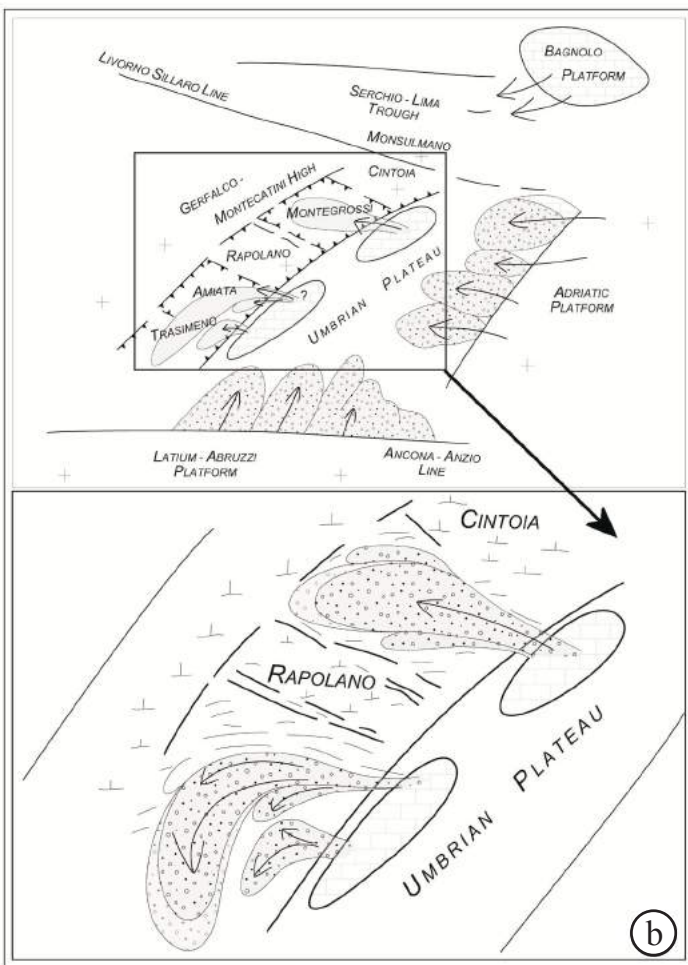 BAGNOLO
PLATFORM
LIVORNO SILLARO LINE
SERCHIO - LIMA
TROUGH
MONSULMANO
CINTOIA
GERFALCO -
MONTECATINI HIGH
MONTEGROSSI
RAPOLANO
AMIATA
?
TRASIMENO
UMBRIAN PLATEAU
ADRIATIC
PLATFORM
LATIUM - ABRUZZI
PLATFORM
ANCONA - ANZIO
LINE
CINTOIA
RAPOLANO
UMBRIAN PLATEAU
b